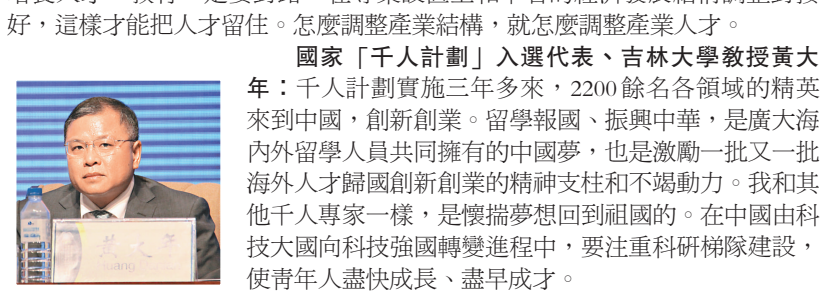 好，這樣才能把人才留住。怎麼調整產業結構，就怎麼調整產業人才。
國家「千人計劃」入選代表、吉林大學教授黃大
年：千人計劃實施三年多來，2200餘名各領域的精英
來到中國，創新創業。留學報國、振興中華，是廣大海
內外留學人員共同擁有的中國夢，也是激勵一批又一批
海外人才歸國創新創業的精神支柱和不竭動力。我和其
他千人專家一樣，是懷揣夢想回到祖國的。在中國由科
技大國向科技強國轉變進程中，要注重科研梯隊建設，
使青年人盡快成長、盡早成才。
黄大年